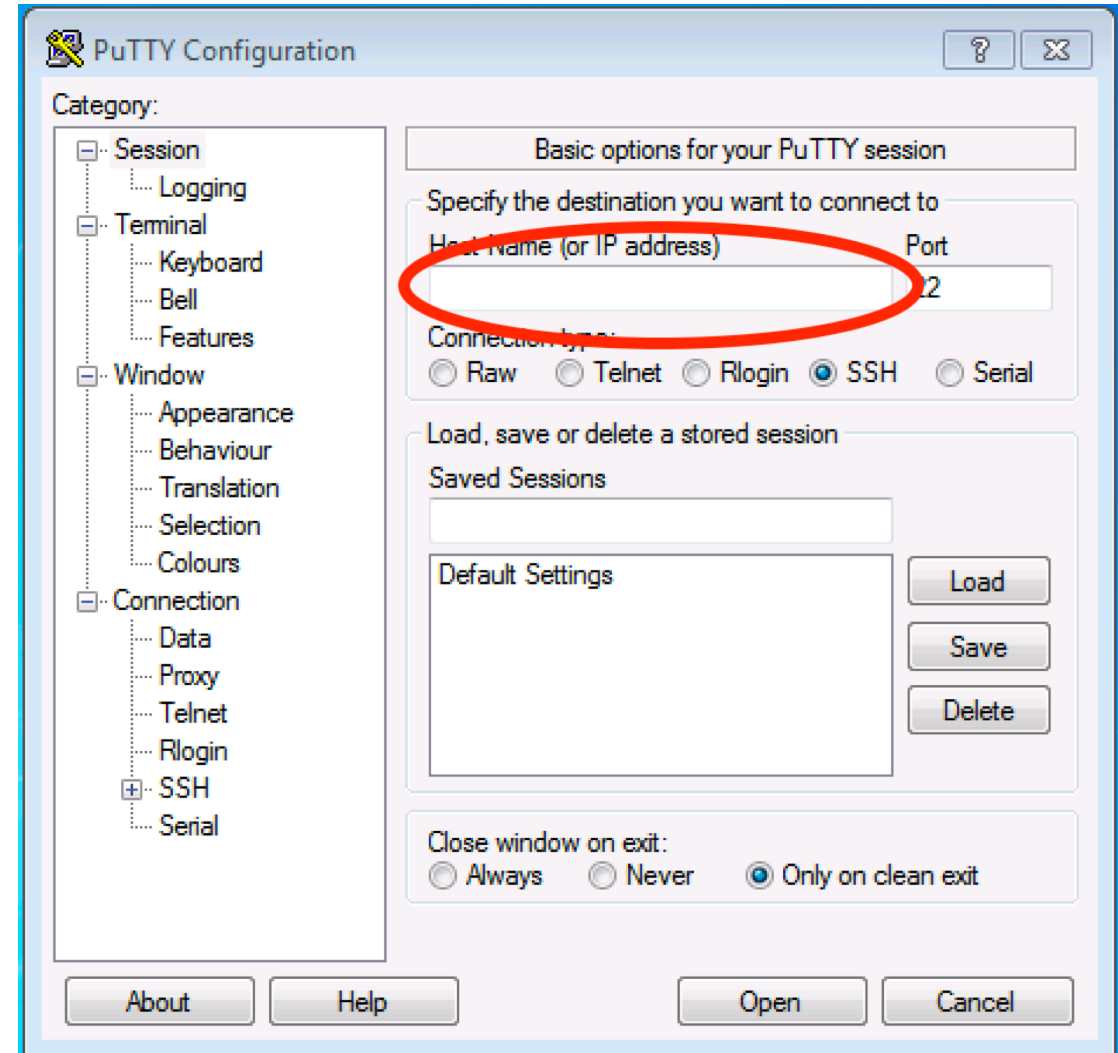 PuTTY Configuration
?
Category:
Session
Logging
Terminal
Keyboard
Bell
Features
Window
Appearance
Behaviour
Translation
Selection
Colours
Connection
Data
Proxy
Telnet
Rlogin
SSH
Serial
Basic options for your PuTTY session
Specify the destination you want to connect to
Host Name (or IP address) Port
22
Connection type:
Raw Telnet Rlogin SSH Serial
Load, save or delete a stored session
Saved Sessions
Default Settings
Load
Save
Delete
Close window on exit:
Always Never Only on clean exit
About Help Open Cancel